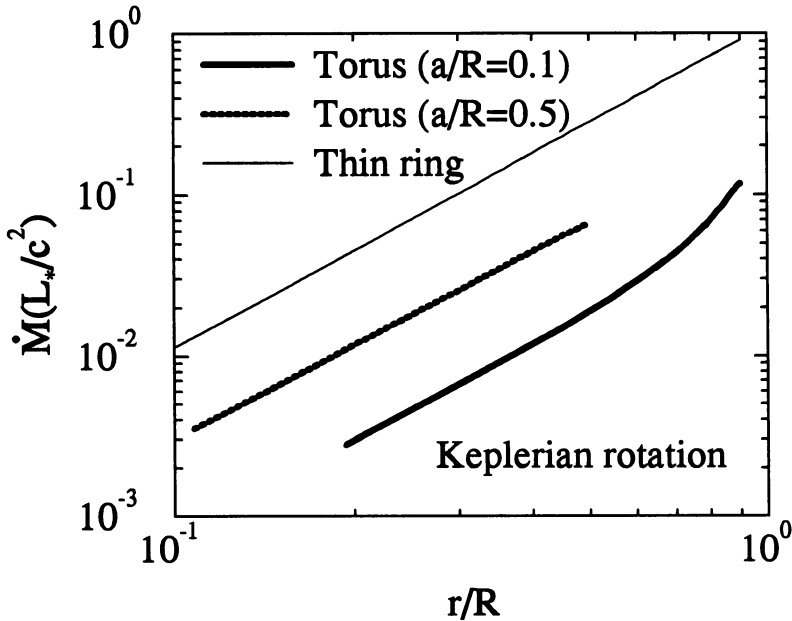 10^0
Torus (a/R=0.1)
Torus (a/R=0.5)
Thin ring
10^-1
Ṁ(L_*/c^2)
10^-2
Keplerian rotation
10^-3
10^-1
10^0
r/R